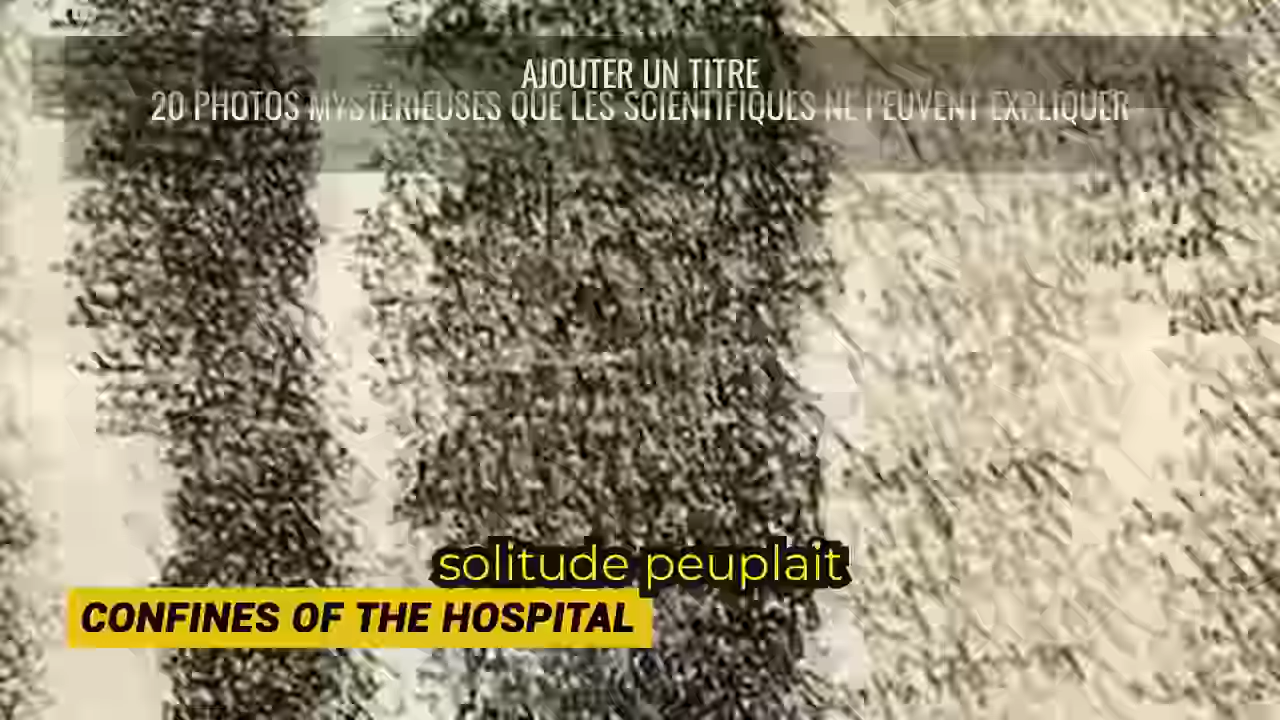 AJOUTER UN TITRE
20 PHOTOS MYSTÉRIEUSES QUE LES SCIENTIFIQUES NE PEUVENT EXPLIQUER
solitude peuplait
CONFINES OF THE HOSPITAL